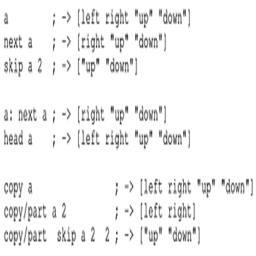 a ; -> [left right "up" "down"]
next a ; -> [right "up" "down"]
skip a 2 ; -> ["up" "down"]
a: next a ; -> [right "up" "down"]
head a ; -> [left right "up" "down"]
copy a ; -> [left right "up" "down"]
copy/part a 2 ; -> [left right]
copy/part skip a 2 2 ; -> ["up" "down"]